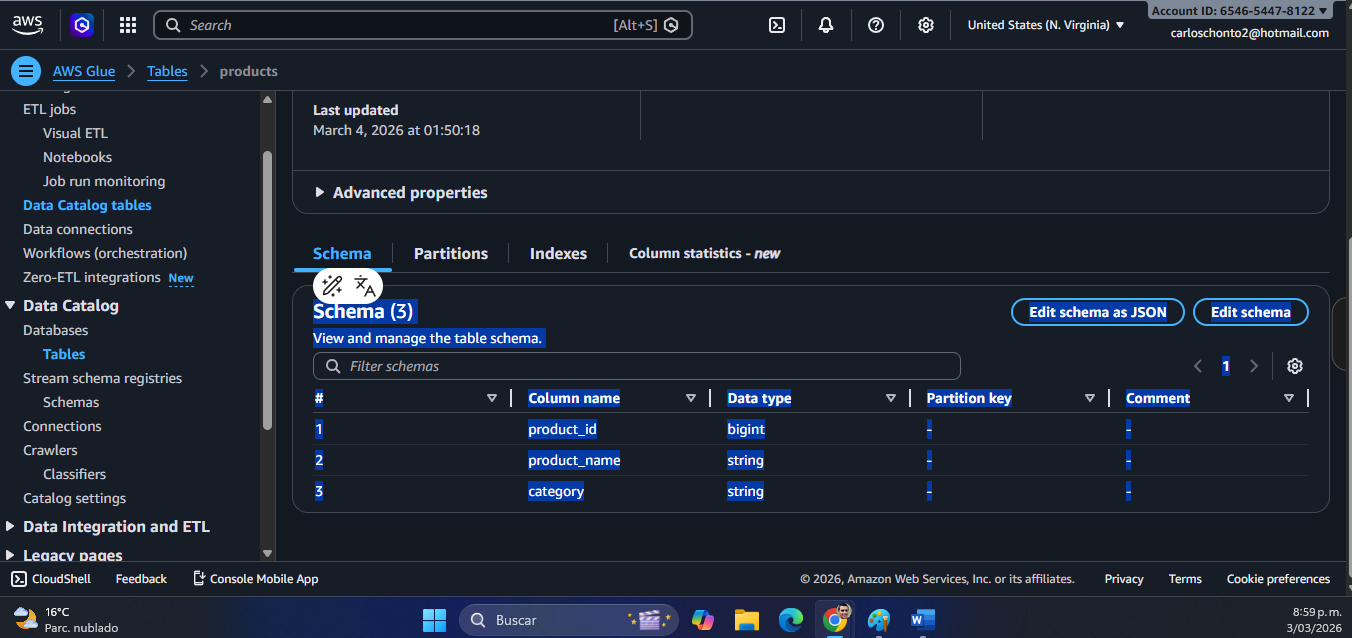 aws
Search [Alt+S]
United States (N. Virginia)
Account ID: 6546-5447-8122
carloschonto2@hotmail.com
AWS Glue Tables products
ETL jobs
Visual ETL
Notebooks
Job run monitoring
Data Catalog tables
Data connections
Workflows (orchestration)
Zero-ETL integrations New
Data Catalog
Databases
Tables
Stream schema registries
Schemas
Connections
Crawlers
Classifiers
Catalog settings
Data Integration and ETL
Legacy pages
Last updated
March 4, 2026 at 01:50:18
Advanced properties
Schema Partitions Indexes Column statistics - new
Schema (3)
View and manage the table schema.
Edit schema as JSON Edit schema
Filter schemas
1
# Column name Data type Partition key Comment
1 product_id bigint - -
2 product_name string - -
3 category string - -
CloudShell Feedback Console Mobile App
© 2026, Amazon Web Services, Inc. or its affiliates. Privacy Terms Cookie preferences
16°C
Parc. nublado
Buscar
8:59 p. m.
3/03/2026